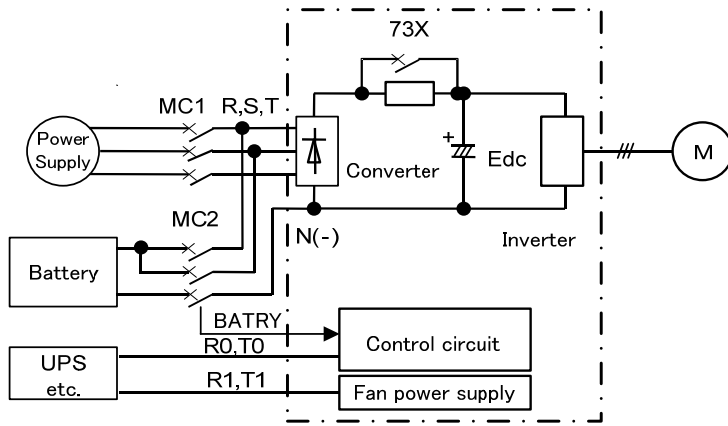 73X
MC1
R,S,T
Power
Supply
+
Edc
Converter
M
MC2
N(-)
Inverter
Battery
BATRY
Control circuit
R0,T0
UPS
etc.
R1,T1
Fan power supply